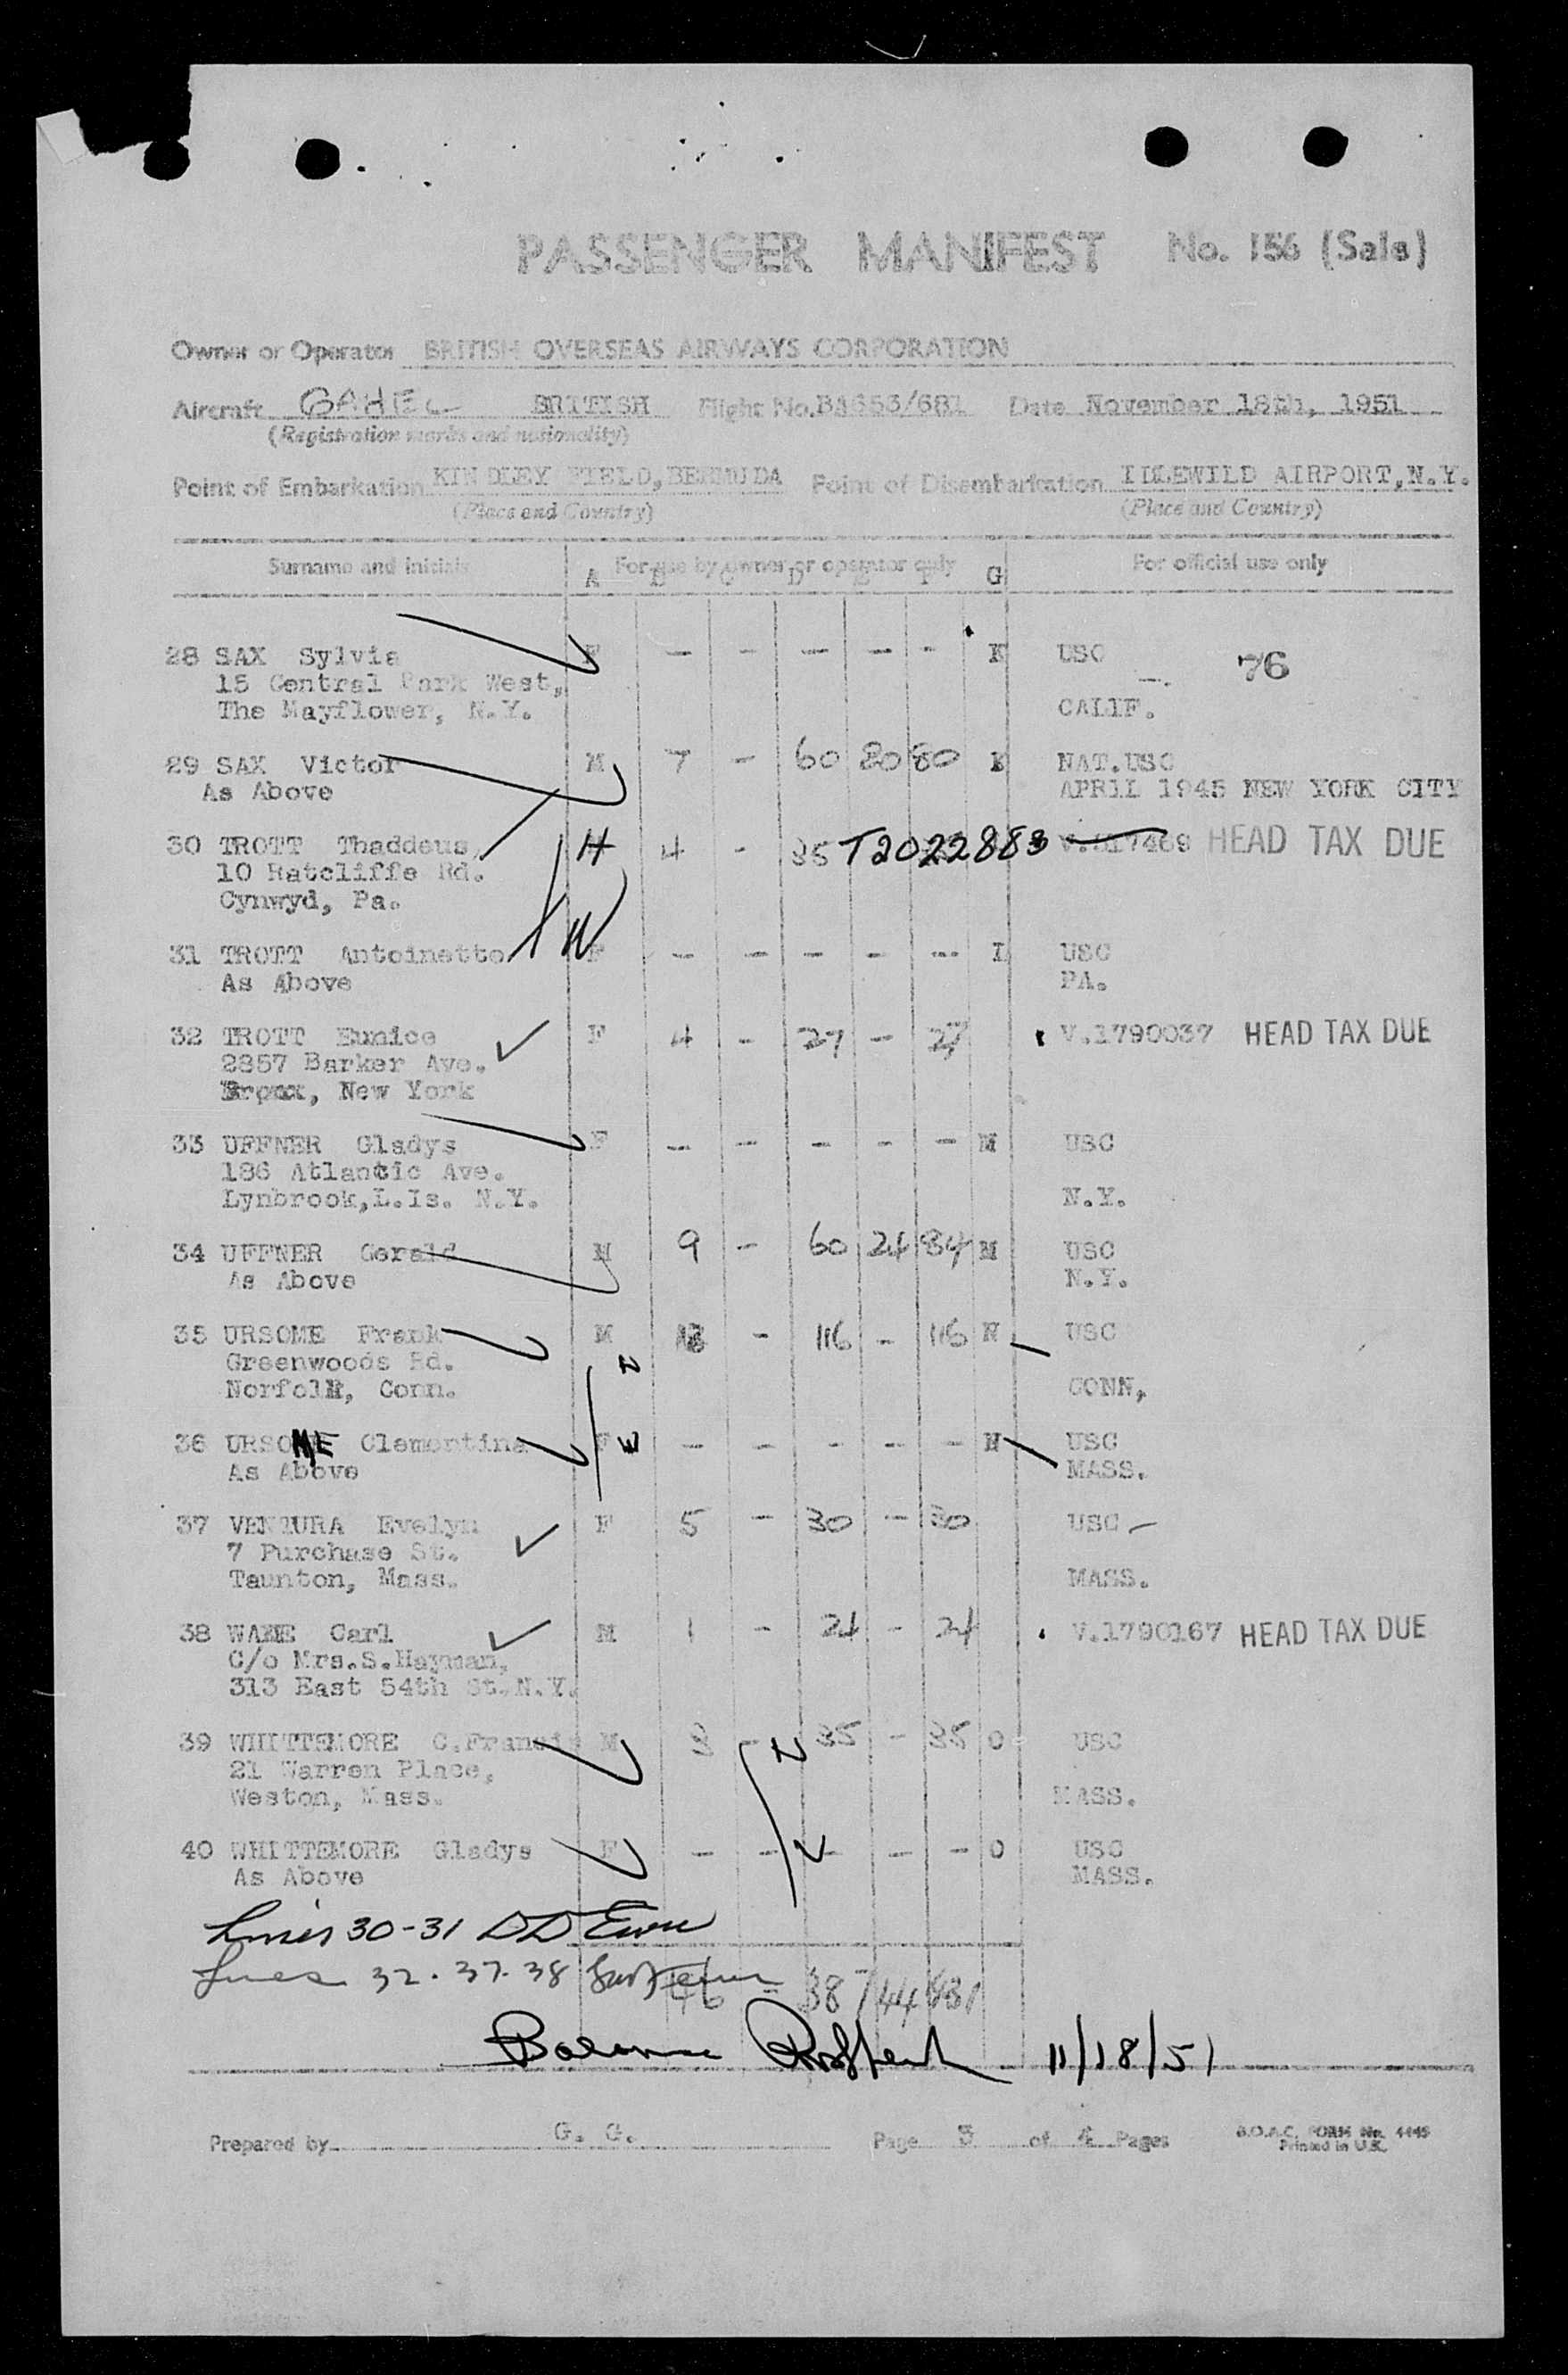 PASSENGER MANIFEST No. 156 (Sals)
Owner or Operator BRITISH OVERSEAS AIRWAYS CORPORATION
Aircraft GAHEL BRITISH Flight No. Date November 18th, 1951
(Registration marks and nationality)
Point of Embarkation KINDLEY FIELD, BERMUDA Point of Disembarkation IDLEWILD AIRPORT, N.Y.
(Place and Country) (Place and Country)
Surname and initials For use by owner or operator only For official use only
A B C D E F G
28 SAX Sylvia F - - - - - K USC 76
15 Central Park West,
The Mayflower, N.Y. CALIF.
29 SAX Victor M 7 - 60 20 80 K NAT.USC
As Above APRIL 1945 NEW YORK CITY
30 TROTT Thaddeus, H 4 - 35 T2022883 HEAD TAX DUE
10 Ratcliffe Rd.
Cynwyd, Pa.
31 TROTT Antoinette W F - - - - - I USC
As Above PA.
32 TROTT Eunice F 4 - 27 - 27 V.1790037 HEAD TAX DUE
2857 Barker Ave.
Bronx, New York
33 UFFNER Gladys F - - - - - M USC
186 Atlantic Ave.
Lynbrook, L.Is. N.Y. N.Y.
34 UFFNER Gerald M 9 - 60 24 84 M USC
As Above N.Y.
35 URSOME Frank M - 116 - 116 N USC
Greenwoods Rd.
Norfolk, Conn. CONN,
36 URSOME Clementina F - - - - - N USC
As Above MASS.
37 VENTURA Evelyn F 5 - 30 - 30 USC
7 Purchase St.
Taunton, Mass. MASS.
38 Carl M 1 - 24 - 24 V.1790167 HEAD TAX DUE
C/o Mrs.S.Hayman,
313 East 54th St. N.Y.
39 WHITTEMORE C.Francis M 3 - 35 - 35 O USC
21 Warren Place,
Weston, Mass. MASS.
40 WHITTEMORE Gladys F - - - - - O USC
As Above MASS.
Lines 30-31 DD
Lines 32. 37. 38
46 - 387 44 431
Balance 11/18/51
Prepared by G. G. Page 3 of 4 Pages B.O.A.C. FORM No. 4445
Printed in U.K.